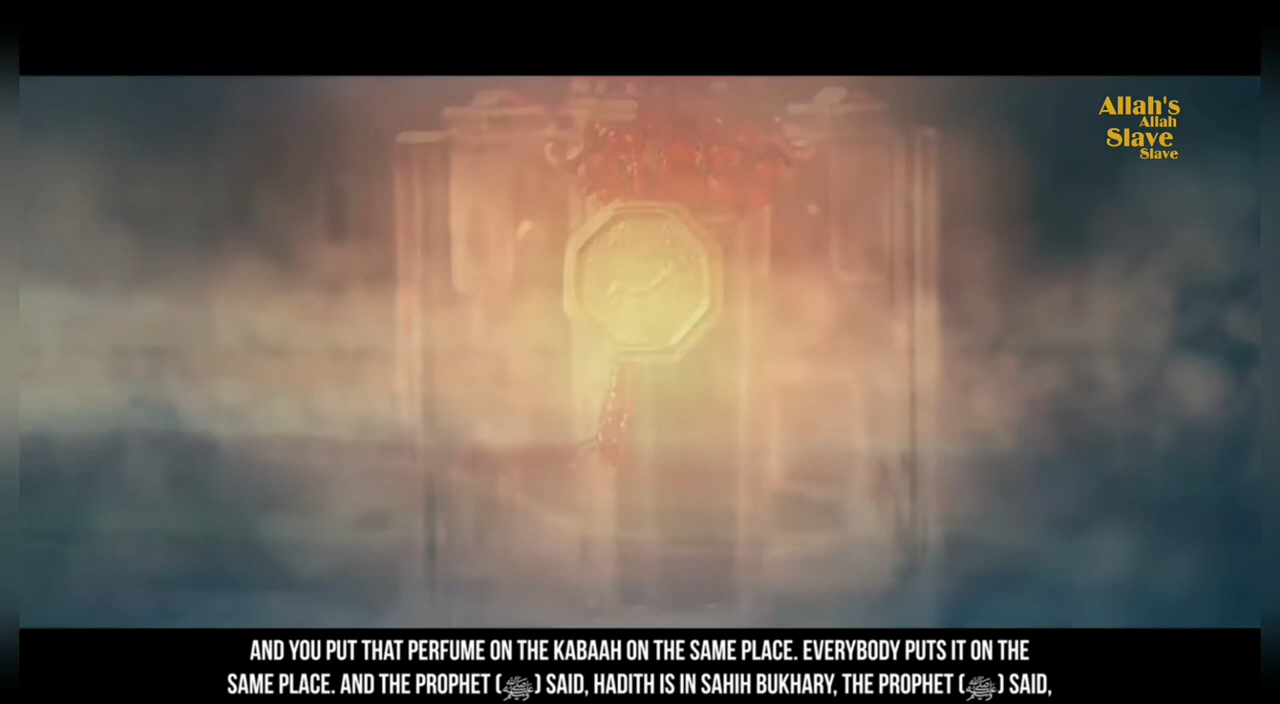 Allah's
Allah
Slave
Slave
AND YOU PUT THAT PERFUME ON THE KABAAH ON THE SAME PLACE. EVERYBODY PUTS IT ON THE
SAME PLACE. AND THE PROPHET (ﷺ) SAID, HADITH IS IN SAHIH BUKHARY, THE PROPHET (ﷺ) SAID,